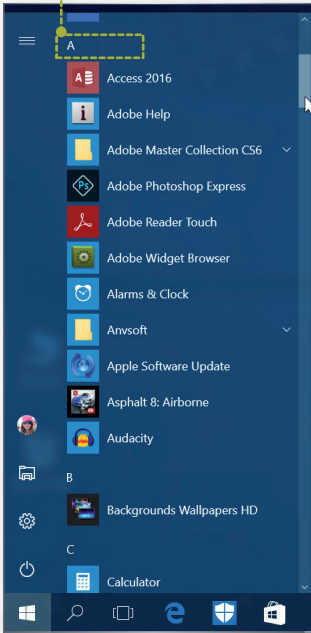 A
Access 2016
Adobe Help
Adobe Master Collection CS6
Adobe Photoshop Express
Adobe Reader Touch
Adobe Widget Browser
Alarms & Clock
Anvsoft
Apple Software Update
Asphalt 8: Airborne
Audacity
B
Backgrounds Wallpapers HD
C
Calculator